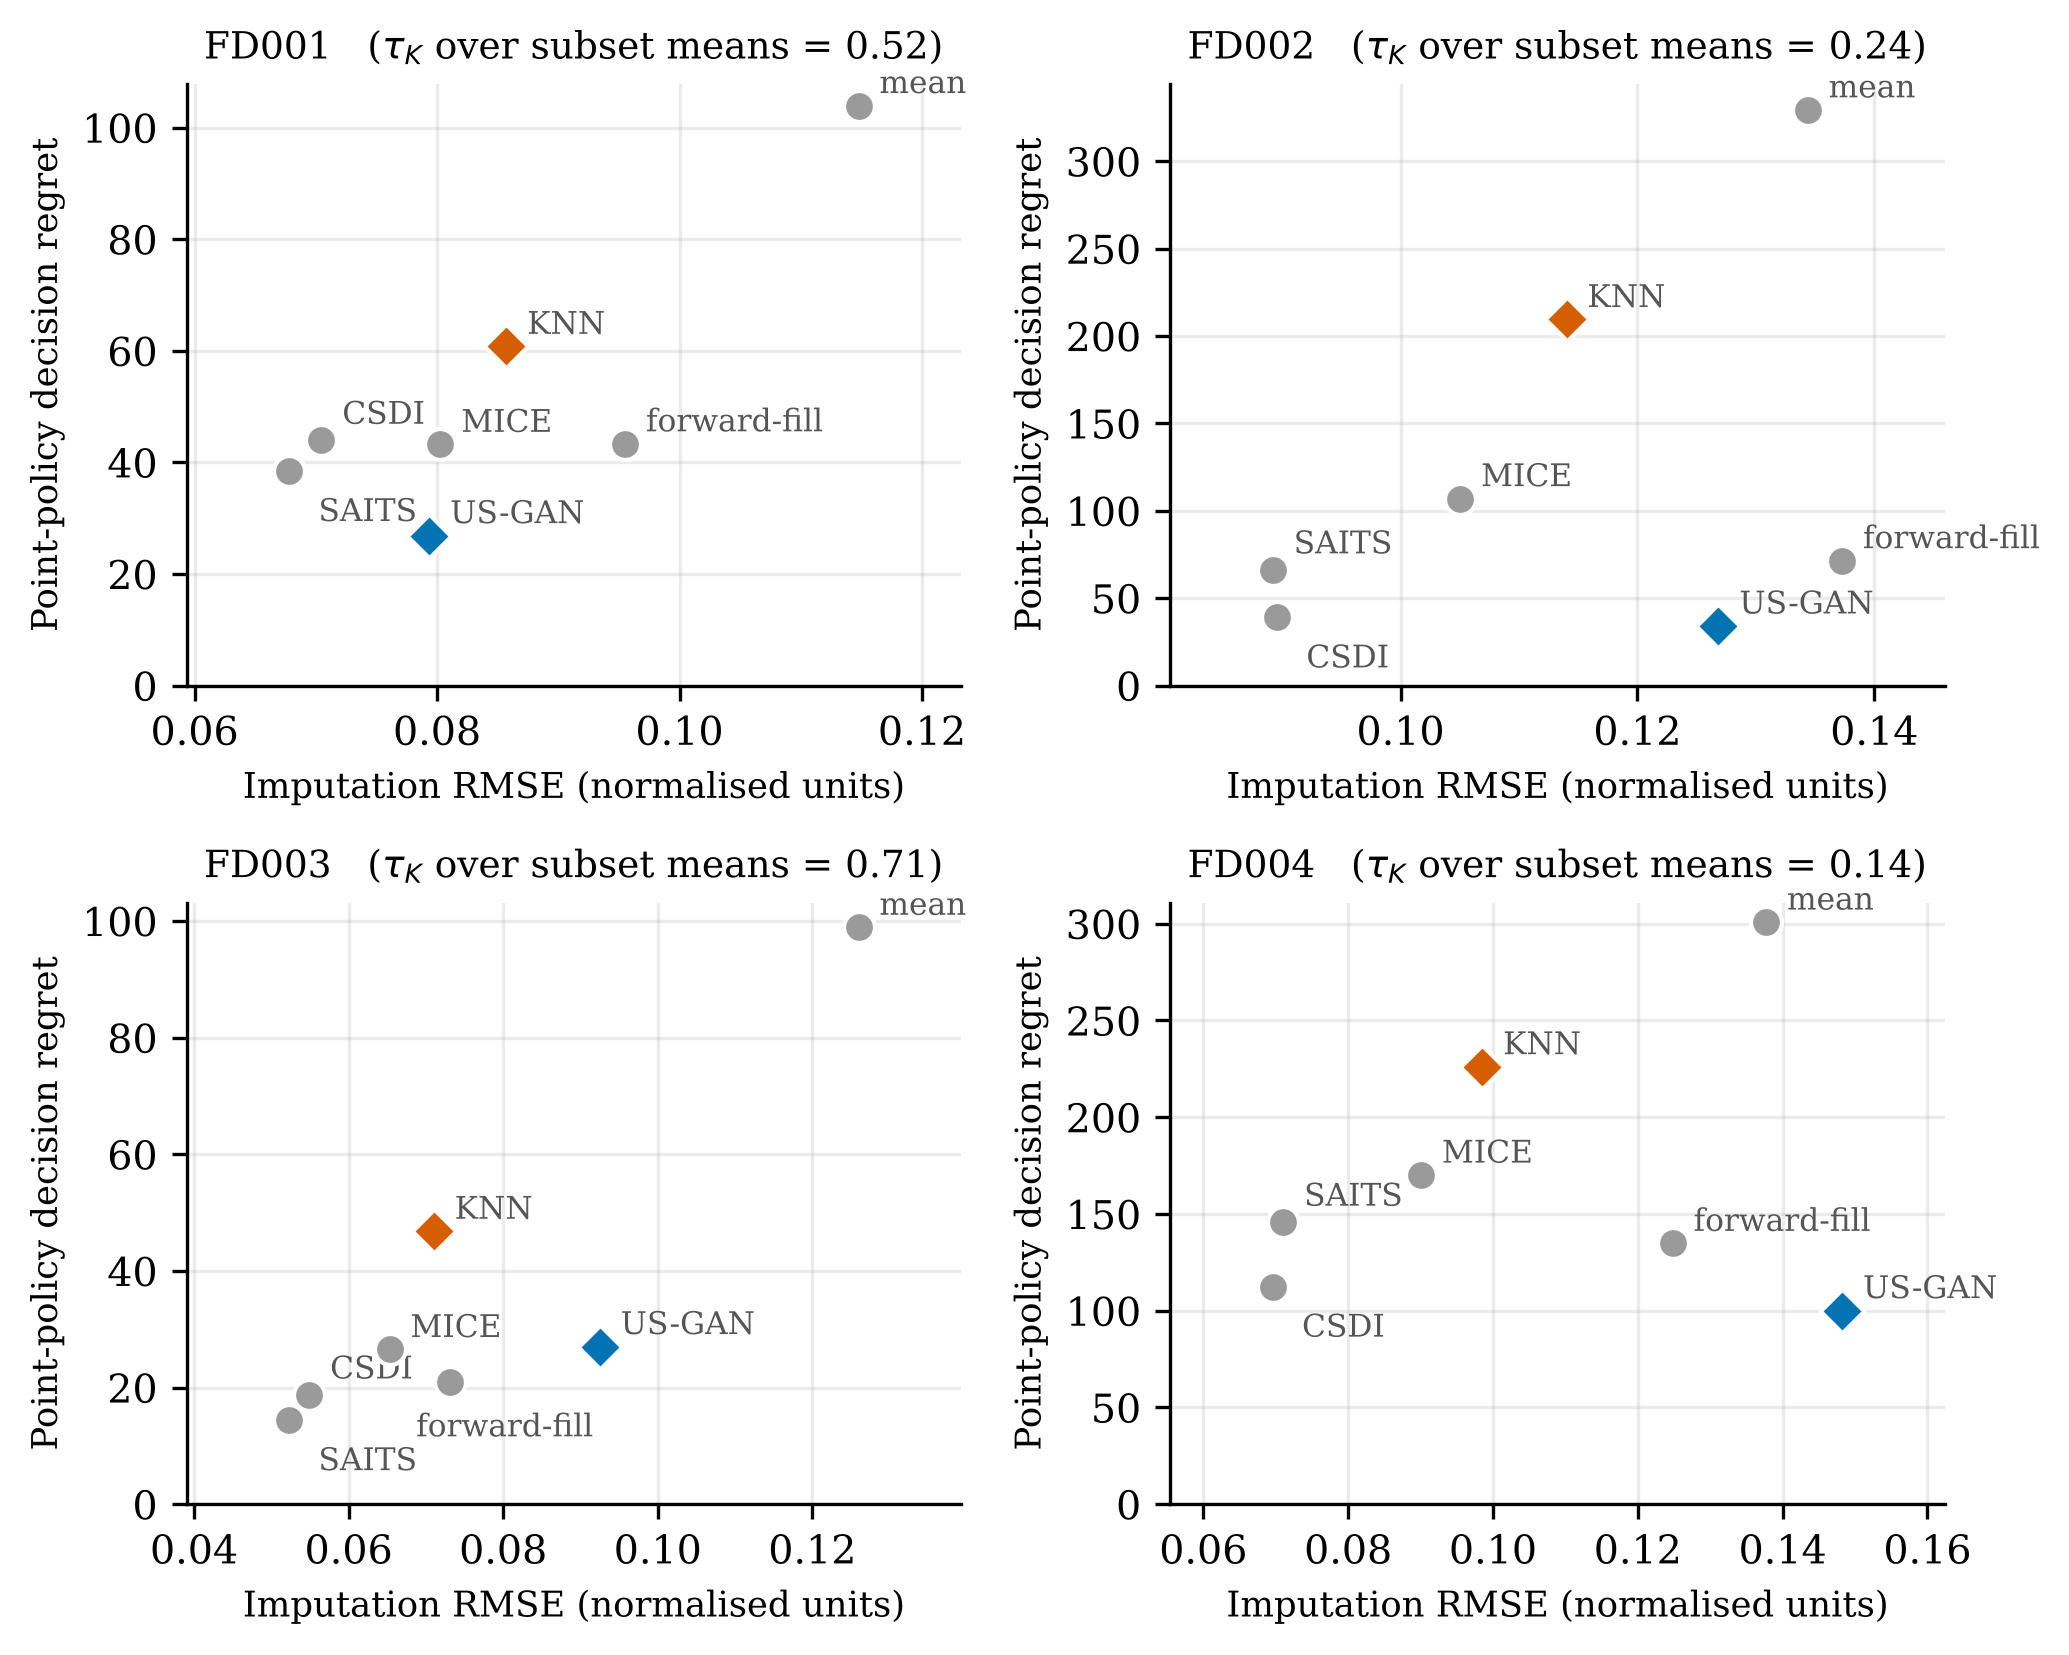 FD001 (τK over subset means = 0.52)
mean
100
80
60
40
20
0
KNN
CSDI
MICE
forward-fill
SAITS
US-GAN
0.06
0.08
0.10
0.12
Point-policy decision regret
Imputation RMSE (normalised units)
FD002 (τK over subset means = 0.24)
mean
300
250
200
150
100
50
0
KNN
MICE
SAITS
forward-fill
US-GAN
CSDI
0.10
0.12
0.14
Point-policy decision regret
Imputation RMSE (normalised units)
FD003 (τK over subset means = 0.71)
mean
100
80
60
40
20
0
KNN
MICE
US-GAN
CSDI
forward-fill
SAITS
0.04
0.06
0.08
0.10
0.12
Point-policy decision regret
Imputation RMSE (normalised units)
FD004 (τK over subset means = 0.14)
mean
300
250
200
150
100
50
0
KNN
MICE
SAITS
forward-fill
US-GAN
CSDI
0.06
0.08
0.10
0.12
0.14
0.16
Point-policy decision regret
Imputation RMSE (normalised units)